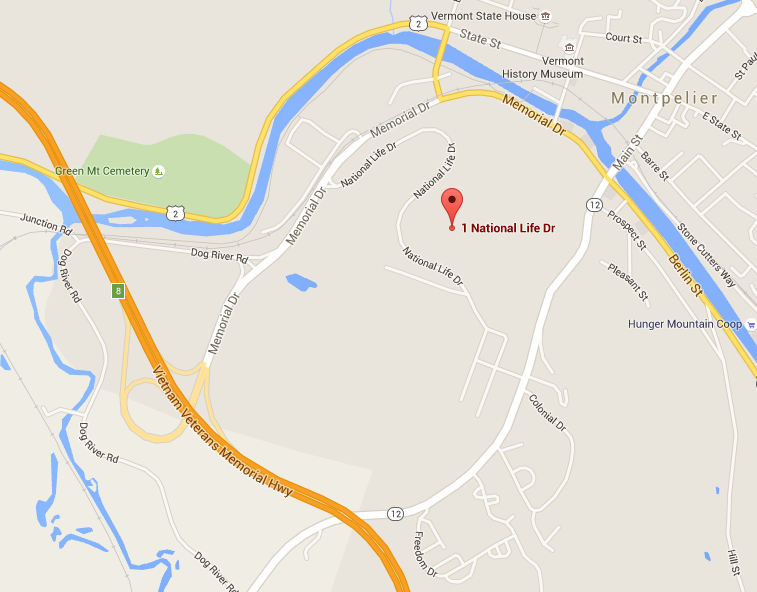 Vermont State House
2
State St
Court St
Vermont
History Museum
St Paul
Montpelier
Memorial Dr
Memorial Dr
E State St
Main St
National Life Dr
National Life Dr
Barre St
Green Mt Cemetery
2
Memorial Dr
12
1 National Life Dr
Prospect St
Stone Cutters Way
Junction Rd
Dog River Rd
National Life Dr
Dog River Rd
Berlin St
Pleasant St
8
Memorial Dr
Hunger Mountain Coop
Vietnam Veterans Memorial Hwy
Colonial Dr
Dog River Rd
12
Freedom Dr
Dog River Rd
Hill St